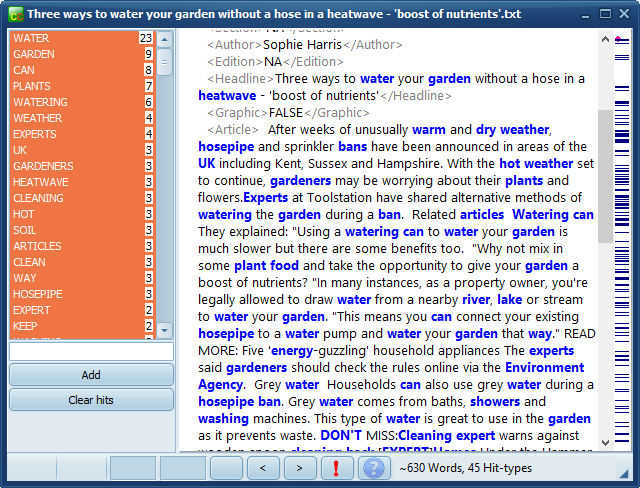 Three ways to water your garden without a hose in a heatwave - 'boost of nutrients'.txt
WATER 23
GARDEN 9
CAN 8
PLANTS 7
WATERING 6
WEATHER 4
EXPERTS 4
UK 3
GARDENERS 3
HEATWAVE 3
CLEANING 3
HOT 3
SOIL 3
ARTICLES 3
CLEAN 3
WAY 3
HOSEPIPE 3
EXPERT 2
KEEP 2
Add
Clear hits
<Author>Sophie Harris</Author>
<Edition>NA</Edition>
<Headline>Three ways to water your garden without a hose in a
heatwave - 'boost of nutrients'</Headline>
<Graphic>FALSE</Graphic>
<Article> After weeks of unusually warm and dry weather,
hosepipe and sprinkler bans have been announced in areas of the
UK including Kent, Sussex and Hampshire. With the hot weather set
to continue, gardeners may be worrying about their plants and
flowers.Experts at Toolstation have shared alternative methods of
watering the garden during a ban. Related articles Watering can
They explained: "Using a watering can to water your garden is
much slower but there are some benefits too. "Why not mix in
some plant food and take the opportunity to give your garden a
boost of nutrients? "In many instances, as a property owner, you're
legally allowed to draw water from a nearby river, lake or stream
to water your garden. "This means you can connect your existing
hosepipe to a water pump and water your garden that way." READ
MORE: Five 'energy-guzzling' household appliances The experts
said gardeners should check the rules online via the Environment
Agency. Grey water Households can also use grey water during a
hosepipe ban. Grey water comes from baths, showers and
washing machines. This type of water is great to use in the garden
as it prevents waste. DON'T MISS:Cleaning expert warns against
< > ! ? ~630 Words, 45 Hit-types